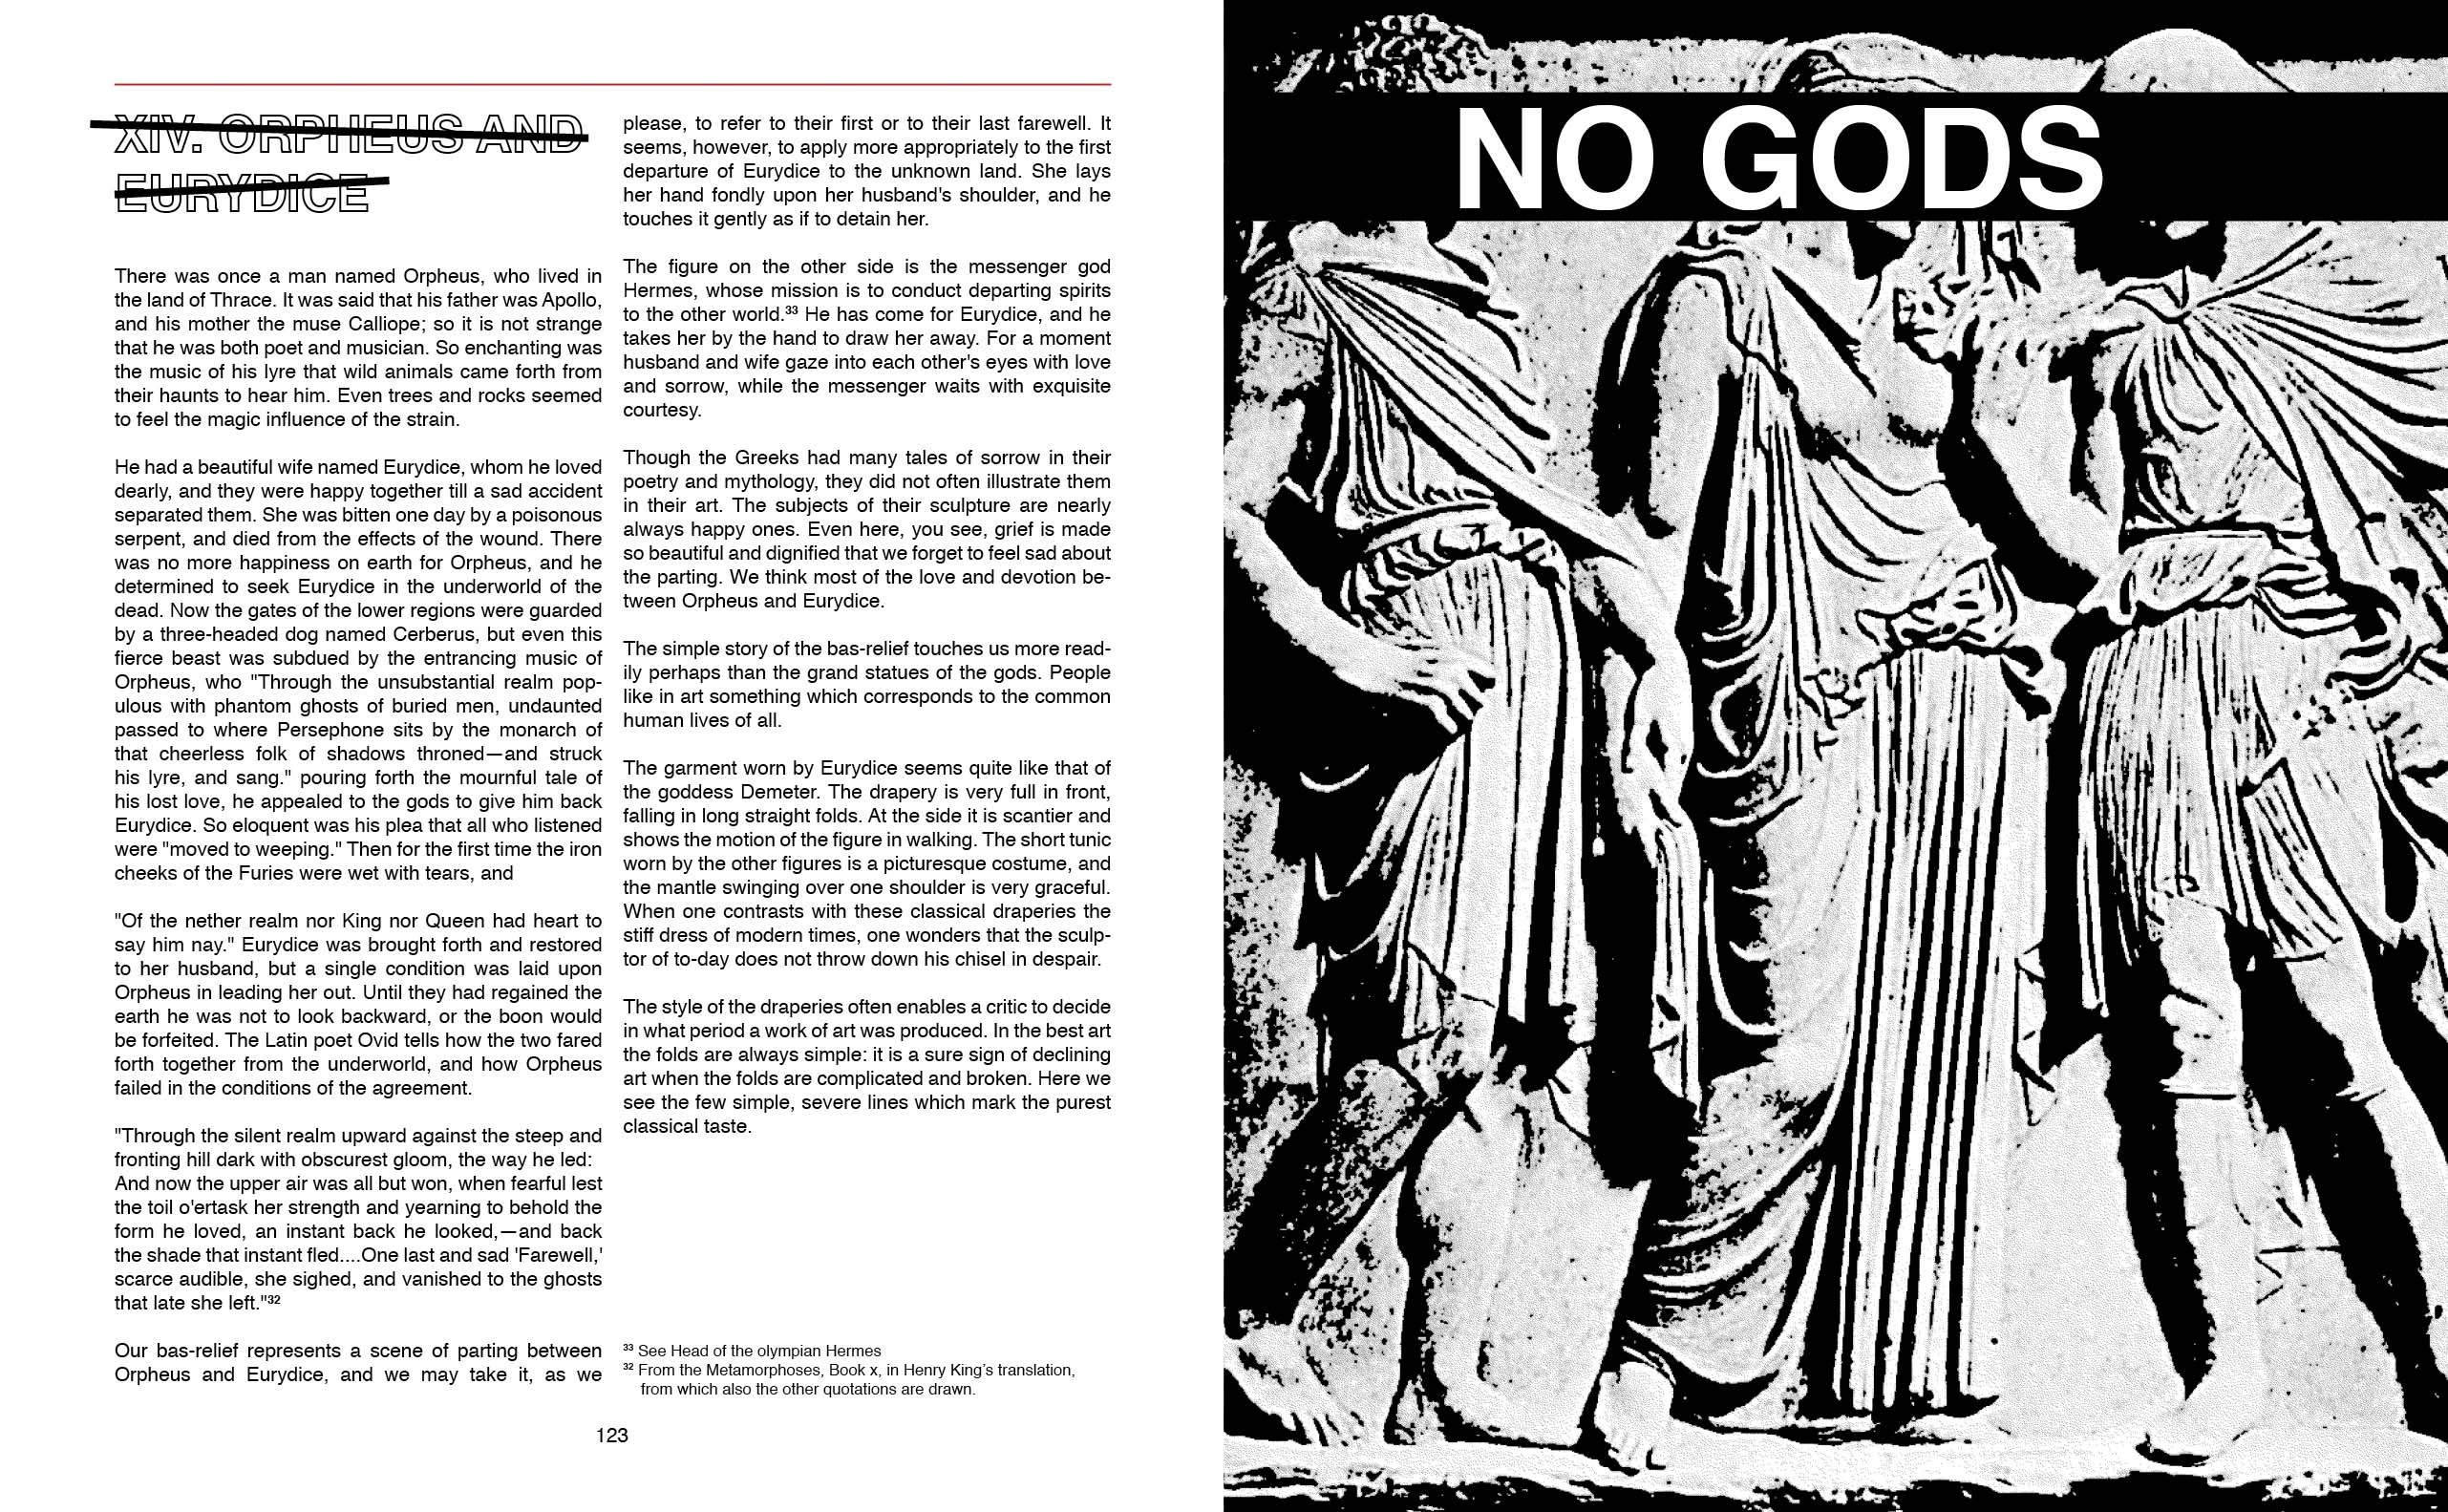 XIV. ORPHEUS AND
EURYDICE
There was once a man named Orpheus, who lived in
the land of Thrace. It was said that his father was Apollo,
and his mother the muse Calliope; so it is not strange
that he was both poet and musician. So enchanting was
the music of his lyre that wild animals came forth from
their haunts to hear him. Even trees and rocks seemed
to feel the magic influence of the strain.
He had a beautiful wife named Eurydice, whom he loved
dearly, and they were happy together till a sad accident
separated them. She was bitten one day by a poisonous
serpent, and died from the effects of the wound. There
was no more happiness on earth for Orpheus, and he
determined to seek Eurydice in the underworld of the
dead. Now the gates of the lower regions were guarded
by a three-headed dog named Cerberus, but even this
fierce beast was subdued by the entrancing music of
Orpheus, who "Through the unsubstantial realm pop-
ulous with phantom ghosts of buried men, undaunted
passed to where Persephone sits by the monarch of
that cheerless folk of shadows throned—and struck
his lyre, and sang." pouring forth the mournful tale of
his lost love, he appealed to the gods to give him back
Eurydice. So eloquent was his plea that all who listened
were "moved to weeping." Then for the first time the iron
cheeks of the Furies were wet with tears, and
"Of the nether realm nor King nor Queen had heart to
say him nay." Eurydice was brought forth and restored
to her husband, but a single condition was laid upon
Orpheus in leading her out. Until they had regained the
earth he was not to look backward, or the boon would
be forfeited. The Latin poet Ovid tells how the two fared
forth together from the underworld, and how Orpheus
failed in the conditions of the agreement.
"Through the silent realm upward against the steep and
fronting hill dark with obscurest gloom, the way he led:
And now the upper air was all but won, when fearful lest
the toil o'ertask her strength and yearning to behold the
form he loved, an instant back he looked,—and back
the shade that instant fled....One last and sad 'Farewell,'
scarce audible, she sighed, and vanished to the ghosts
that late she left."³²
Our bas-relief represents a scene of parting between
Orpheus and Eurydice, and we may take it, as we
please, to refer to their first or to their last farewell. It
seems, however, to apply more appropriately to the first
departure of Eurydice to the unknown land. She lays
her hand fondly upon her husband's shoulder, and he
touches it gently as if to detain her.
The figure on the other side is the messenger god
Hermes, whose mission is to conduct departing spirits
to the other world.³³ He has come for Eurydice, and he
takes her by the hand to draw her away. For a moment
husband and wife gaze into each other's eyes with love
and sorrow, while the messenger waits with exquisite
courtesy.
Though the Greeks had many tales of sorrow in their
poetry and mythology, they did not often illustrate them
in their art. The subjects of their sculpture are nearly
always happy ones. Even here, you see, grief is made
so beautiful and dignified that we forget to feel sad about
the parting. We think most of the love and devotion be-
tween Orpheus and Eurydice.
The simple story of the bas-relief touches us more read-
ily perhaps than the grand statues of the gods. People
like in art something which corresponds to the common
human lives of all.
The garment worn by Eurydice seems quite like that of
the goddess Demeter. The drapery is very full in front,
falling in long straight folds. At the side it is scantier and
shows the motion of the figure in walking. The short tunic
worn by the other figures is a picturesque costume, and
the mantle swinging over one shoulder is very graceful.
When one contrasts with these classical draperies the
stiff dress of modern times, one wonders that the sculp-
tor of to-day does not throw down his chisel in despair.
The style of the draperies often enables a critic to decide
in what period a work of art was produced. In the best art
the folds are always simple: it is a sure sign of declining
art when the folds are complicated and broken. Here we
see the few simple, severe lines which mark the purest
classical taste.
³³ See Head of the olympian Hermes
³² From the Metamorphoses, Book x, in Henry King’s translation,
from which also the other quotations are drawn.
123
NO GODS